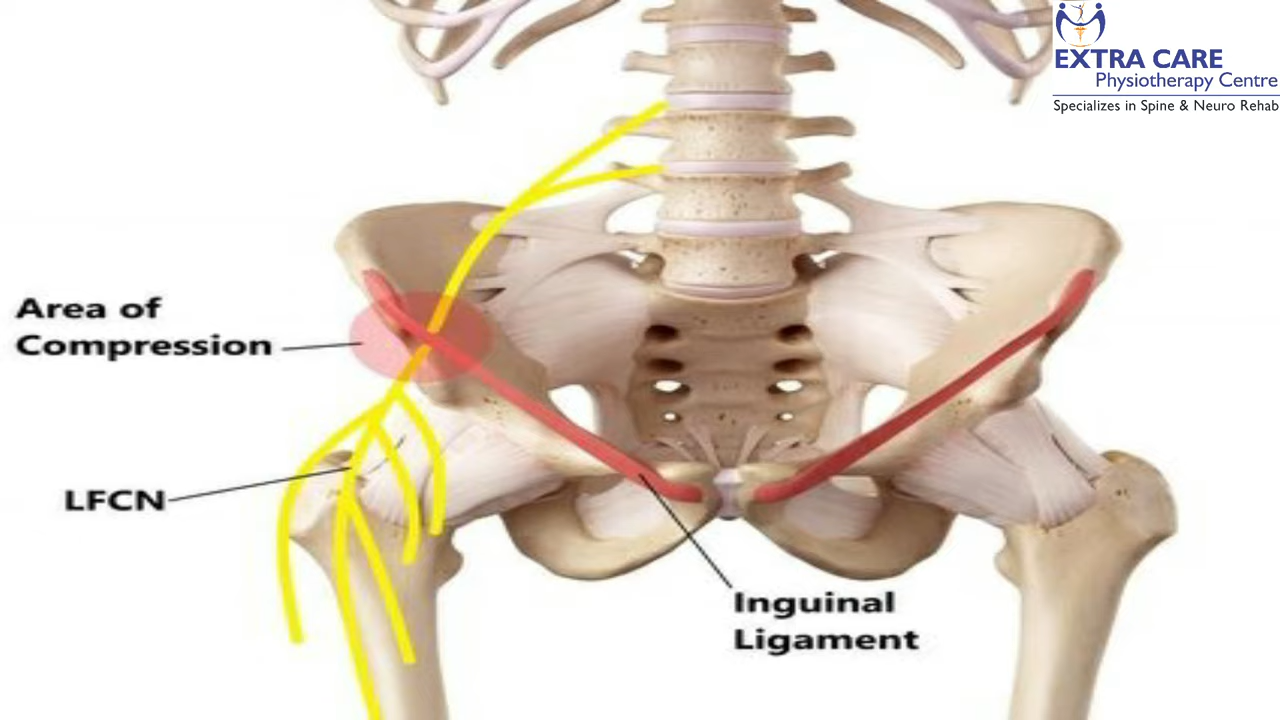 EXTRA CARE
Physiotherapy Centre
Specializes in Spine & Neuro Rehab
Area of
Compression
LFCN
Inguinal
Ligament